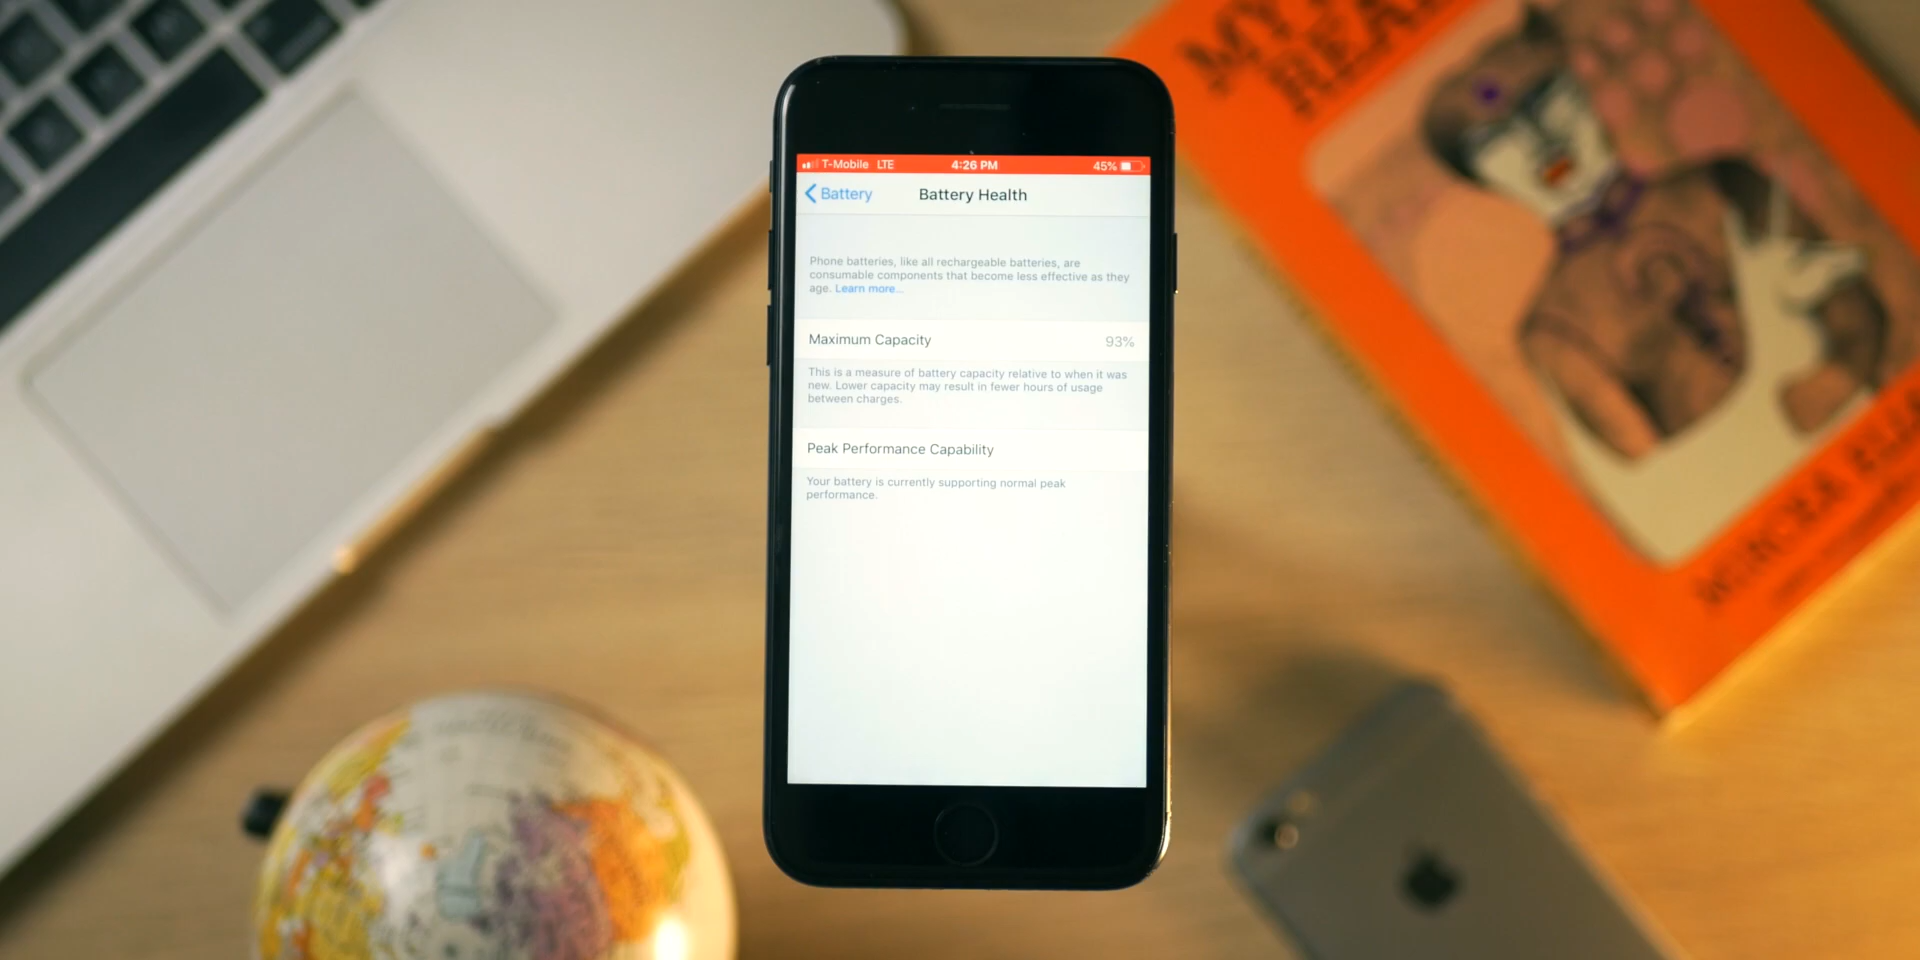 T-Mobile LTE 4:26 PM 45%
Battery Battery Health
Phone batteries, like all rechargeable batteries, are
consumable components that become less effective as they
age. Learn more...
Maximum Capacity 93%
This is a measure of battery capacity relative to when it was
new. Lower capacity may result in fewer hours of usage
between charges.
Peak Performance Capability
Your battery is currently supporting normal peak
performance.
MY